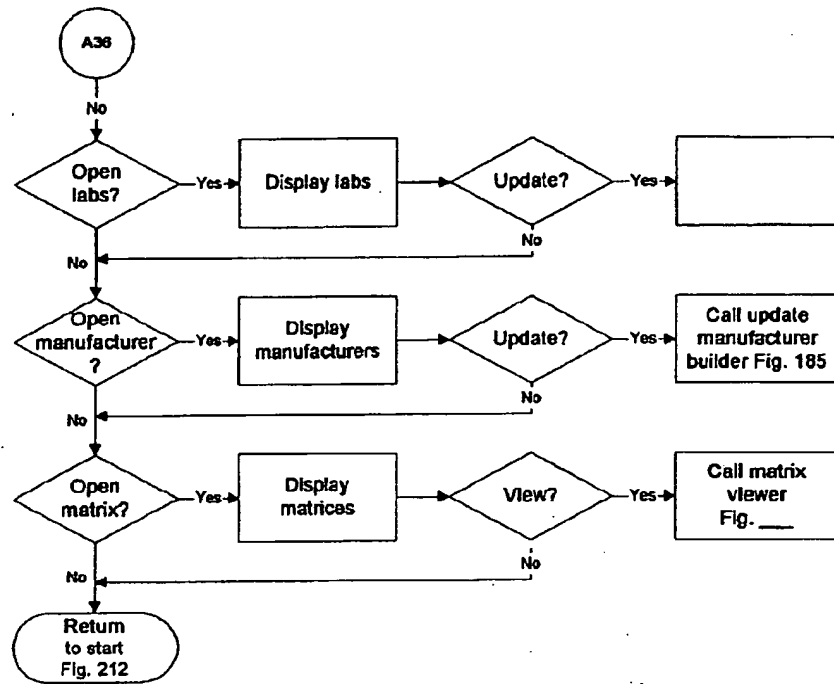 A36
No
Open
labs?
Yes
Display labs
Update?
Yes
No
No
Open
manufacturer
?
Yes
Display
manufacturers
Update?
Yes
Call update
manufacturer
builder Fig. 185
No
No
Open
matrix?
Yes
Display
matrices
View?
Yes
Call matrix
viewer
Fig. ___
No
No
Return
to start
Fig. 212